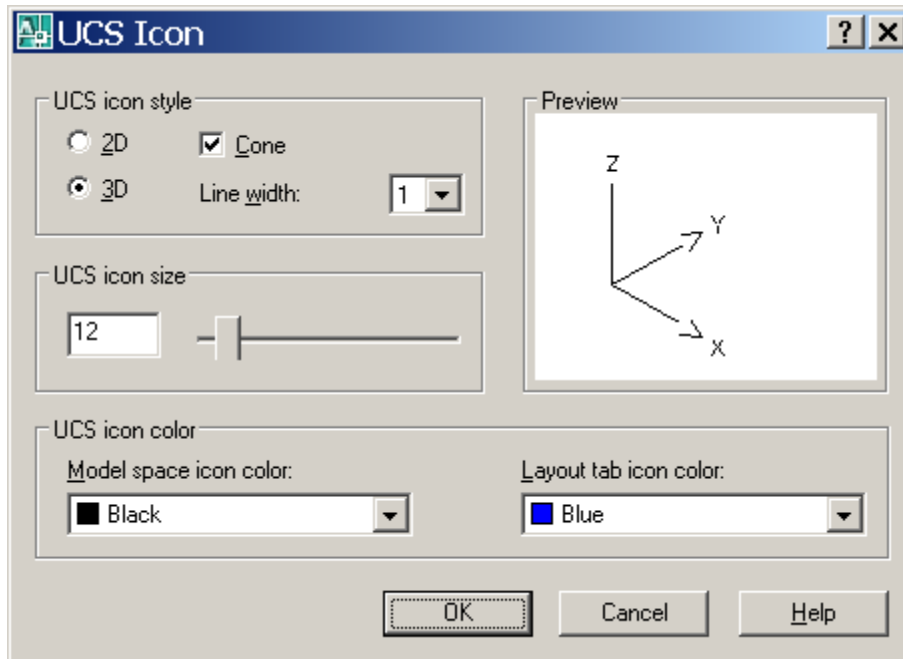 UCS Icon
UCS icon style
2D
Cone
3D
Line width:
1
Preview
Z
Y
X
UCS icon size
12
UCS icon color
Model space icon color:
Black
Layout tab icon color:
Blue
OK
Cancel
Help